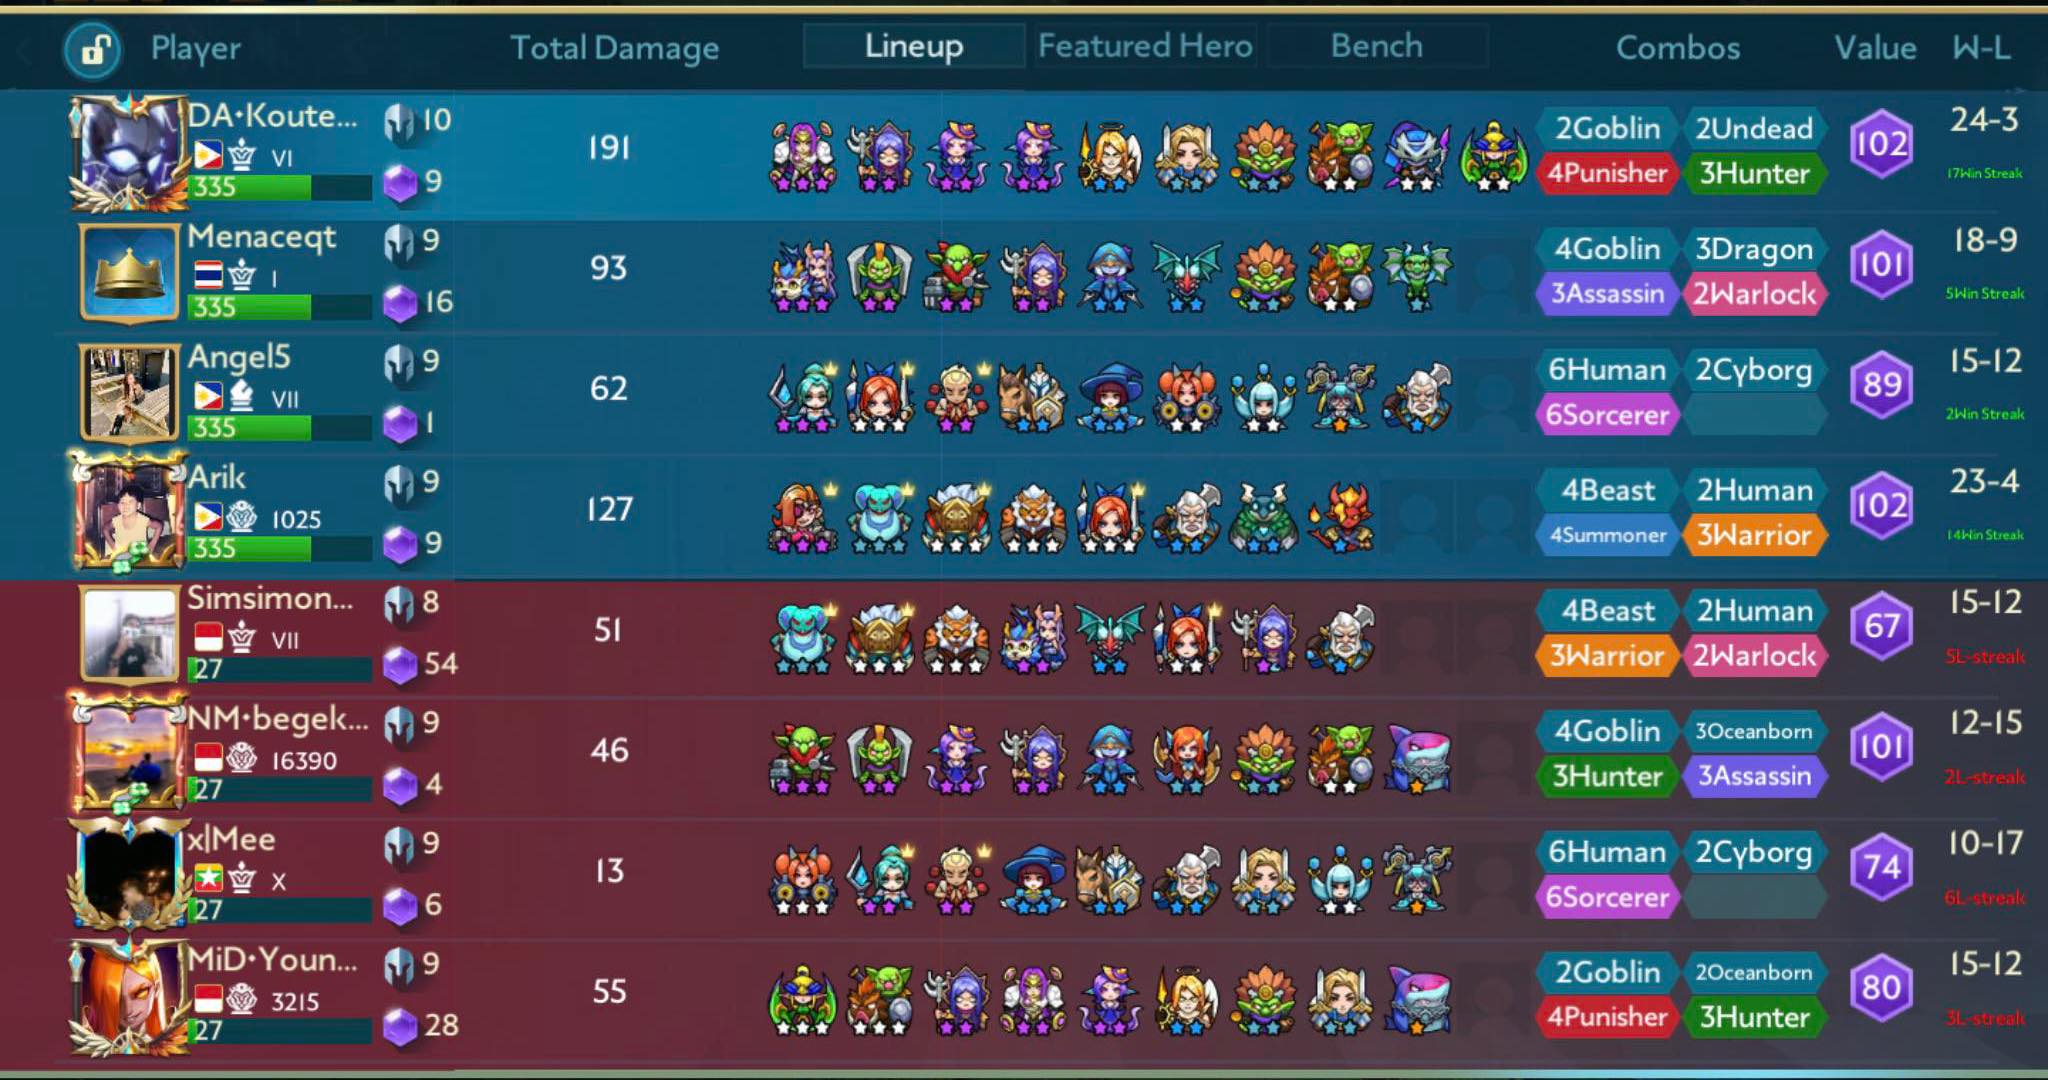 Player Total Damage Lineup Featured Hero Bench Combos Value W-L
DA•Koute... 10 2Goblin 2Undead 24-3
VI 191 102
335 9 4Punisher 3Hunter 17Win Streak
Menaceqt 9 4Goblin 3Dragon 18-9
I 93 101
335 16 3Assassin 2Warlock 5Win Streak
Angel5 9 6Human 2Cyborg 15-12
VII 62 89
335 1 6Sorcerer 2Win Streak
Arik 9 4Beast 2Human 23-4
1025 127 102
335 9 4Summoner 3Warrior 14Win Streak
Simsimon... 8 4Beast 2Human 15-12
VII 51 67
27 54 3Warrior 2Warlock 5L-streak
NM•begek... 9 4Goblin 3Oceanborn 12-15
16390 46 101
27 4 3Hunter 3Assassin 2L-streak
x|Mee 9 6Human 2Cyborg 10-17
X 13 74
27 6 6Sorcerer 6L-streak
MiD•Youn... 9 2Goblin 2Oceanborn 15-12
3215 55 80
27 28 4Punisher 3Hunter 3L-streak